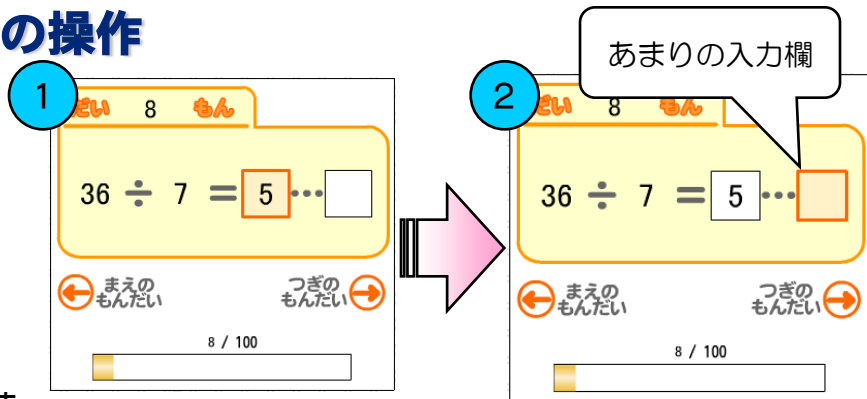 の操作
あまりの入力欄
1
だい 8 もん
36 ÷ 7 = 5 …
まえの
もんだい
つぎの
もんだい
8 / 100
2
だい 8 もん
36 ÷ 7 = 5 …
まえの
もんだい
つぎの
もんだい
8 / 100